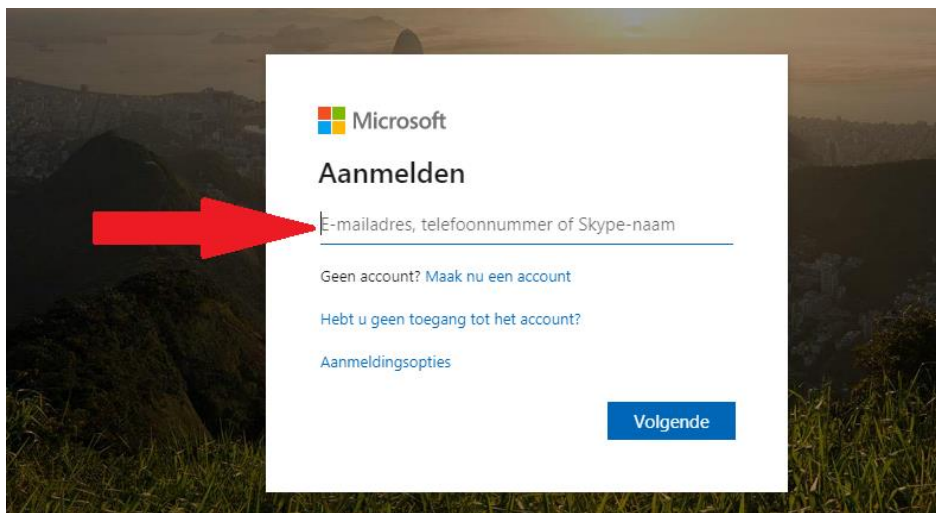 Microsoft
Aanmelden
E-mailadres, telefoonnummer of Skype-naam
Geen account? Maak nu een account
Hebt u geen toegang tot het account?
Aanmeldingsopties
Volgende